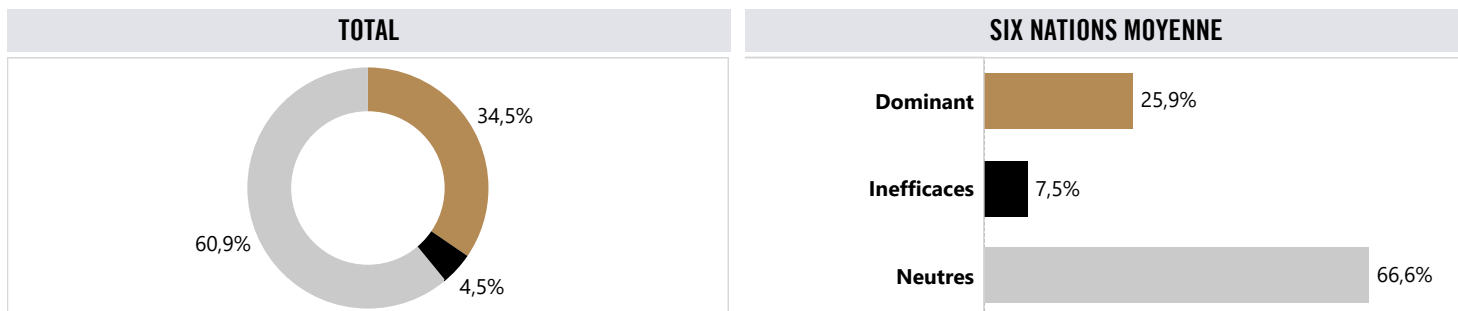 TOTAL
34,5%
60,9%
4,5%
SIX NATIONS MOYENNE
Dominant 25,9%
Inefficaces 7,5%
Neutres 66,6%